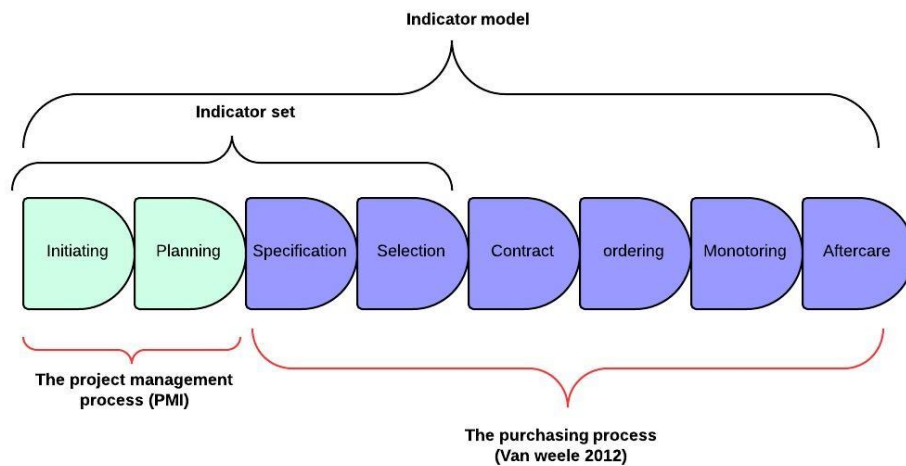 Indicator model
Indicator set
Initiating
Planning
Specification
Selection
Contract
ordering
Monotoring
Aftercare
The project management
process (PMI)
The purchasing process
(Van weele 2012)